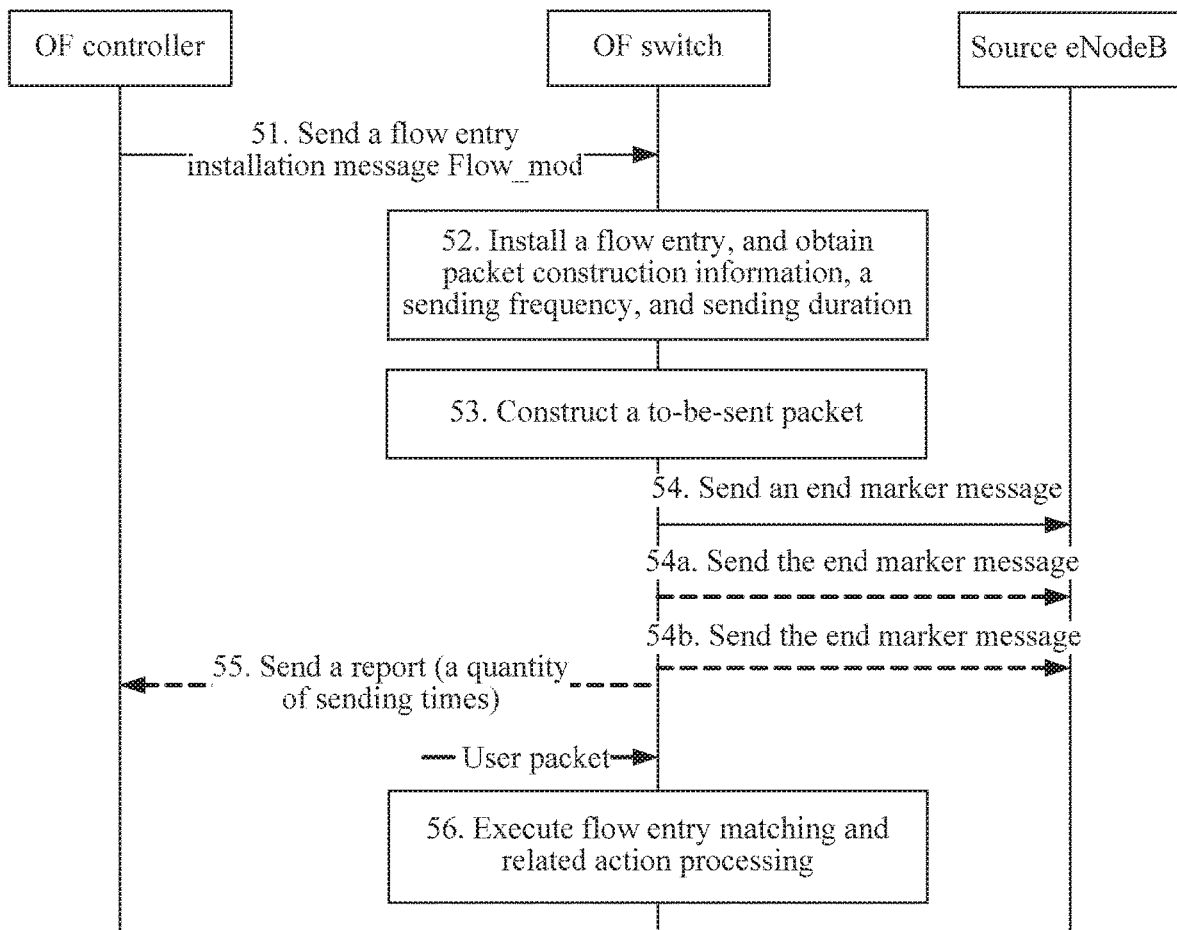 OF controller
OF switch
Source eNodeB
51. Send a flow entry
installation message Flow_mod
52. Install a flow entry, and obtain
packet construction information, a
sending frequency, and sending duration
53. Construct a to-be-sent packet
54. Send an end marker message
54a. Send the end marker message
54b. Send the end marker message
55. Send a report (a quantity
of sending times)
User packet
56. Execute flow entry matching and
related action processing